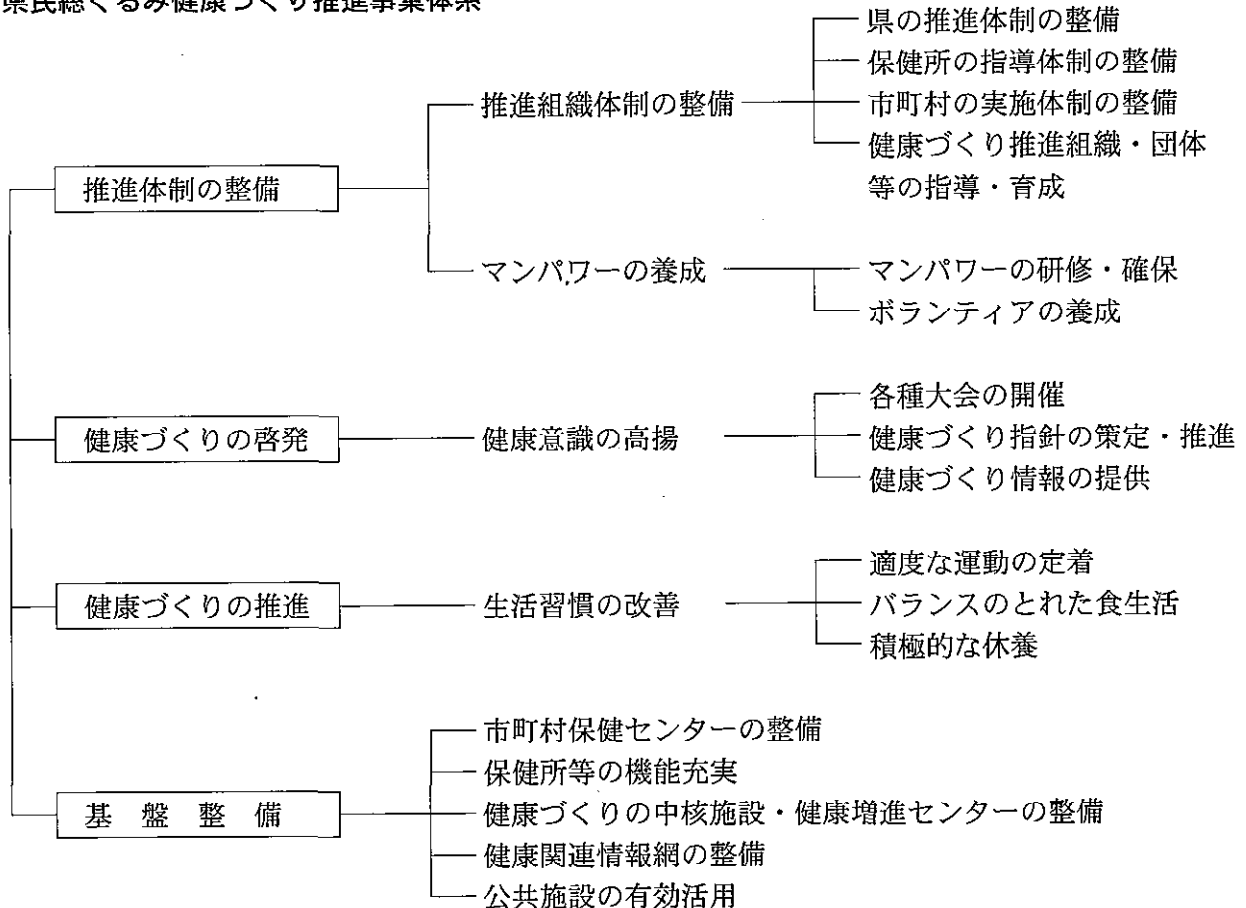 県民総ぐるみ健康づくり推進事業体系
推進体制の整備
推進組織体制の整備
県の推進体制の整備
保健所の指導体制の整備
市町村の実施体制の整備
健康づくり推進組織・団体
等の指導・育成
マンパワーの養成
マンパワーの研修・確保
ボランティアの養成
健康づくりの啓発
健康意識の高揚
各種大会の開催
健康づくり指針の策定・推進
健康づくり情報の提供
健康づくりの推進
生活習慣の改善
適度な運動の定着
バランスのとれた食生活
積極的な休養
基盤整備
市町村保健センターの整備
保健所等の機能充実
健康づくりの中核施設・健康増進センターの整備
健康関連情報網の整備
公共施設の有効活用